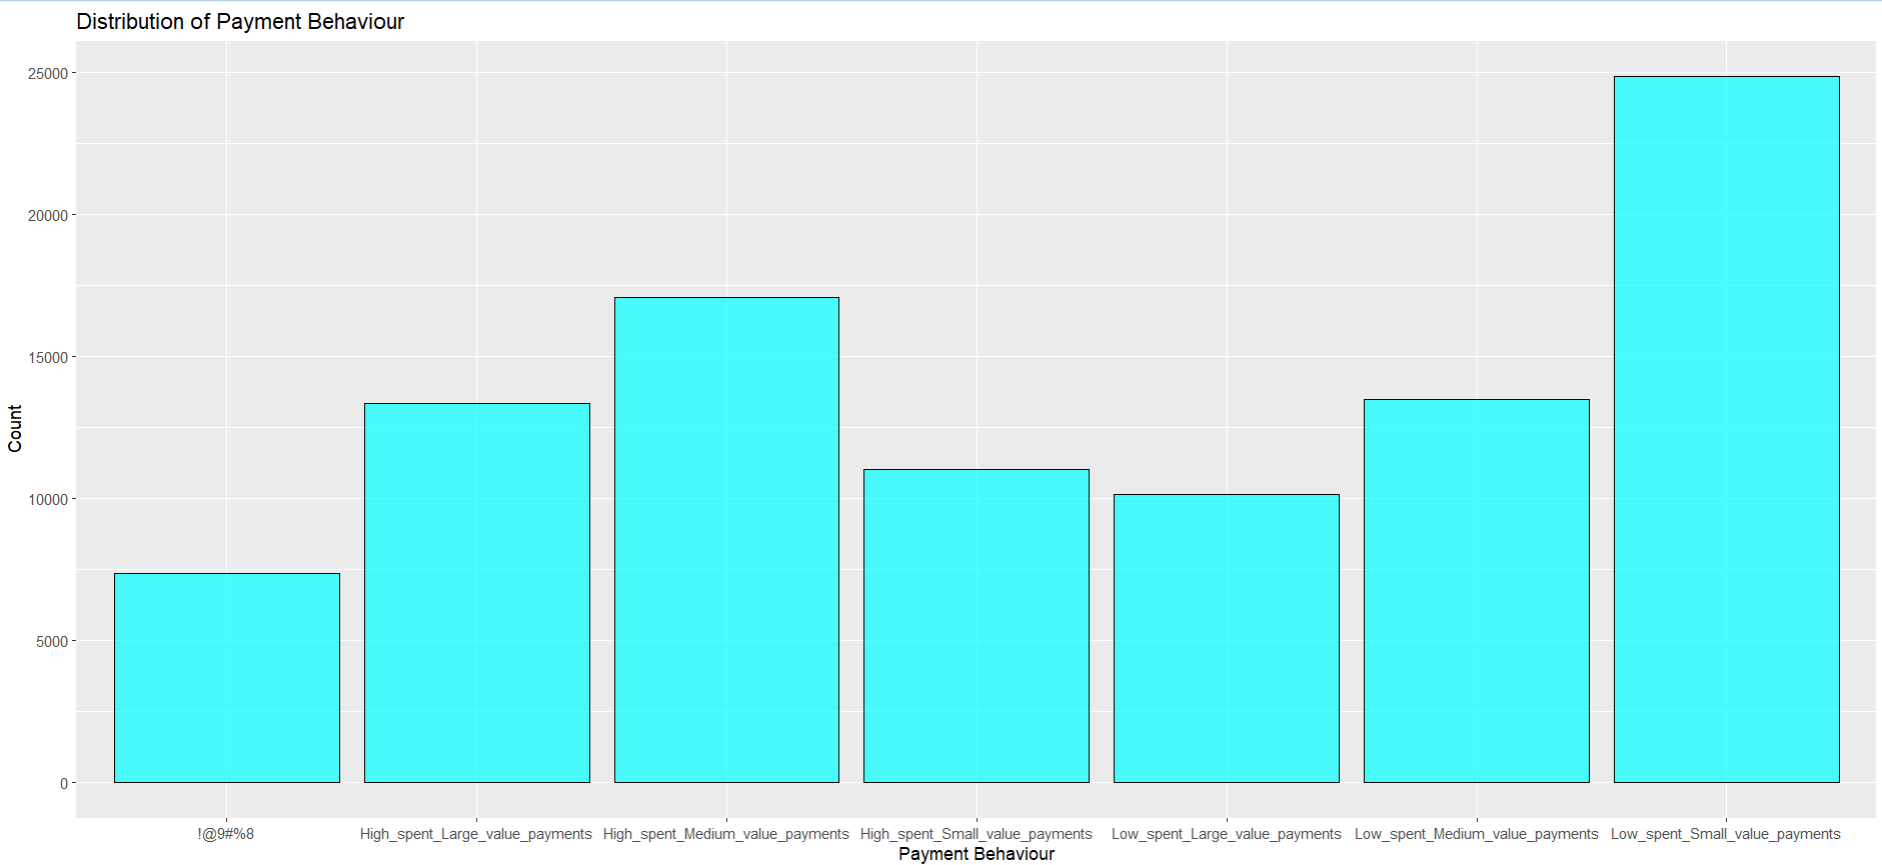 Distribution of Payment Behaviour
25000
20000
15000
10000
5000
0
Count
!@9#%8
High_spent_Large_value_payments
High_spent_Medium_value_payments
High_spent_Small_value_payments
Low_spent_Large_value_payments
Low_spent_Medium_value_payments
Low_spent_Small_value_payments
Payment Behaviour